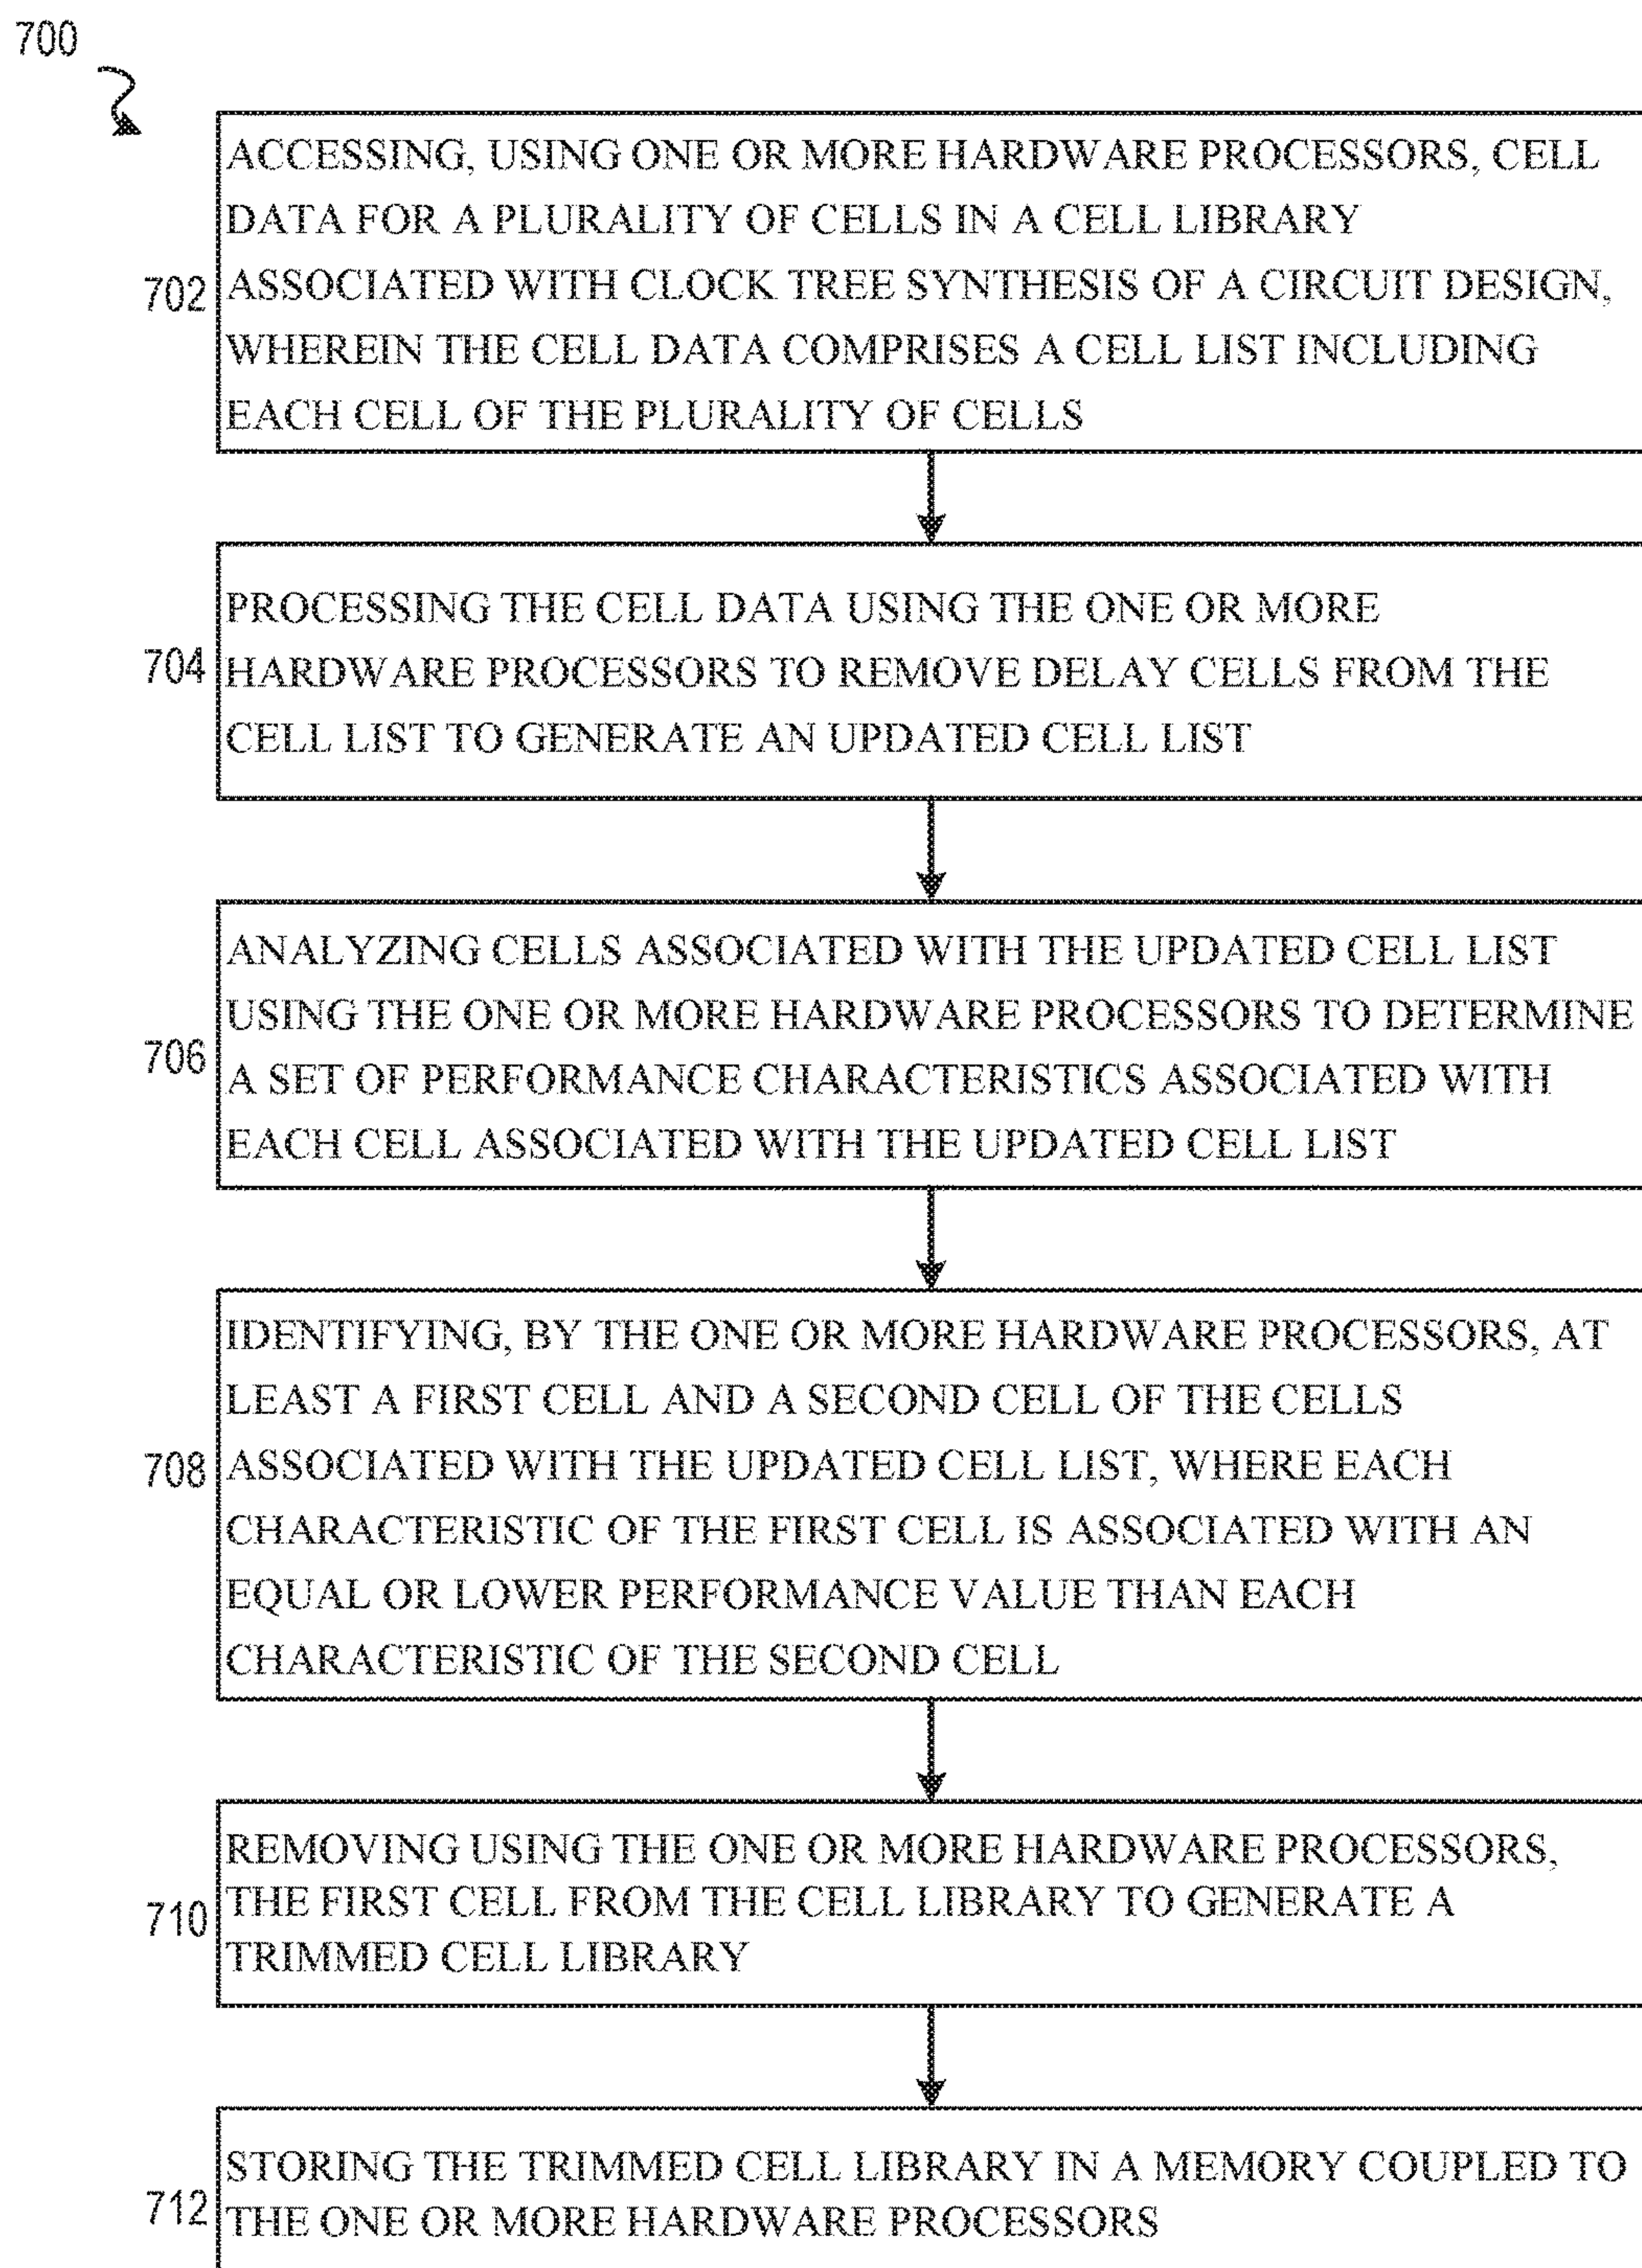 700
ACCESSING, USING ONE OR MORE HARDWARE PROCESSORS, CELL
DATA FOR A PLURALITY OF CELLS IN A CELL LIBRARY
702 ASSOCIATED WITH CLOCK TREE SYNTHESIS OF A CIRCUIT DESIGN,
WHEREIN THE CELL DATA COMPRISES A CELL LIST INCLUDING
EACH CELL OF THE PLURALITY OF CELLS
PROCESSING THE CELL DATA USING THE ONE OR MORE
704 HARDWARE PROCESSORS TO REMOVE DELAY CELLS FROM THE
CELL LIST TO GENERATE AN UPDATED CELL LIST
ANALYZING CELLS ASSOCIATED WITH THE UPDATED CELL LIST
USING THE ONE OR MORE HARDWARE PROCESSORS TO DETERMINE
706 A SET OF PERFORMANCE CHARACTERISTICS ASSOCIATED WITH
EACH CELL ASSOCIATED WITH THE UPDATED CELL LIST
IDENTIFYING, BY THE ONE OR MORE HARDWARE PROCESSORS, AT
LEAST A FIRST CELL AND A SECOND CELL OF THE CELLS
708 ASSOCIATED WITH THE UPDATED CELL LIST, WHERE EACH
CHARACTERISTIC OF THE FIRST CELL IS ASSOCIATED WITH AN
EQUAL OR LOWER PERFORMANCE VALUE THAN EACH
CHARACTERISTIC OF THE SECOND CELL
REMOVING USING THE ONE OR MORE HARDWARE PROCESSORS,
710 THE FIRST CELL FROM THE CELL LIBRARY TO GENERATE A
TRIMMED CELL LIBRARY
STORING THE TRIMMED CELL LIBRARY IN A MEMORY COUPLED TO
712 THE ONE OR MORE HARDWARE PROCESSORS